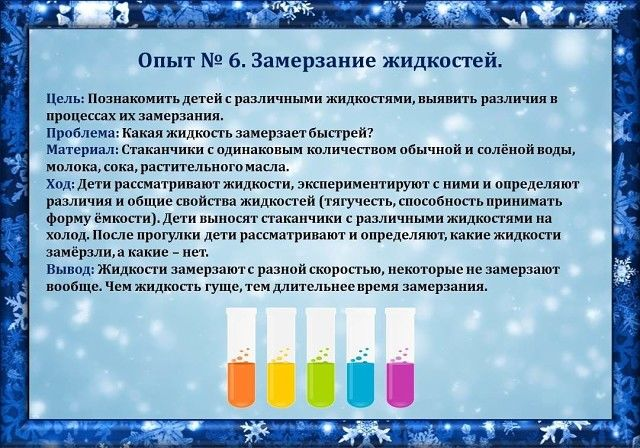 Опыт № 6. Замерзание жидкостей.
Цель: Познакомить детей с различными жидкостями, выявить различия в
процессах их замерзания.
Проблема: Какая жидкость замерзает быстрей?
Материал: Стаканчики с одинаковым количеством обычной и солёной воды,
молока, сока, растительного масла.
Ход: Дети рассматривают жидкости, экспериментируют с ними и определяют
различия и общие свойства жидкостей (тягучесть, способность принимать
форму ёмкости). Дети выносят стаканчики с различными жидкостями на
холод. После прогулки дети рассматривают и определяют, какие жидкости
замёрзли, а какие – нет.
Вывод: Жидкости замерзают с разной скоростью, некоторые не замерзают
вообще. Чем жидкость гуще, тем длительнее время замерзания.